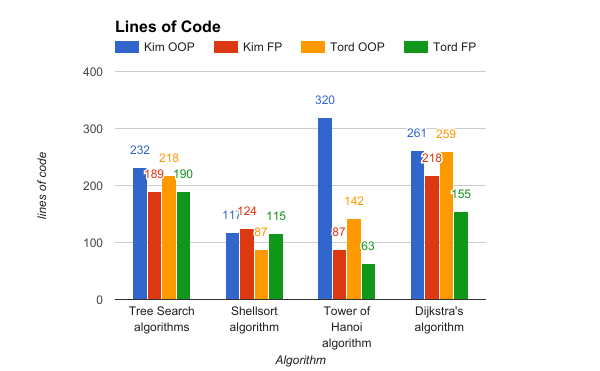 Lines of Code
Kim OOP Kim FP Tord OOP Tord FP
lines of code
400
300
200
100
0
232 189 218 190
117 124 87 115
320 87 142 63
261 218 259 155
Tree Search
algorithms
Shellsort
algorithm
Tower of
Hanoi
algorithm
Dijkstra's
algorithm
Algorithm